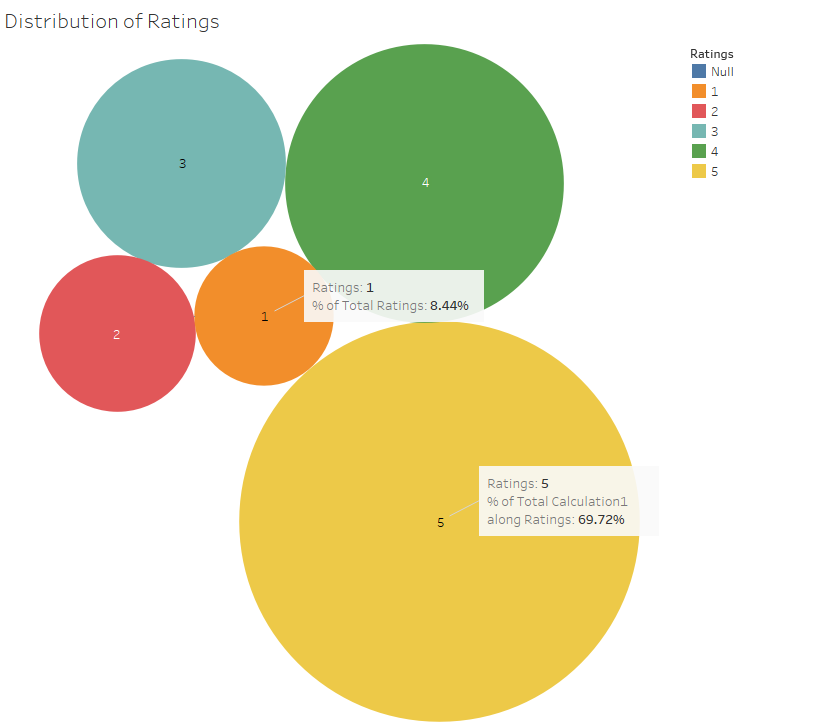 Distribution of Ratings
Ratings
Null
1
2
3
4
5
3
4
Ratings: 1
% of Total Ratings: 8.44%
1
2
Ratings: 5
% of Total Calculation1
along Ratings: 69.72%
5